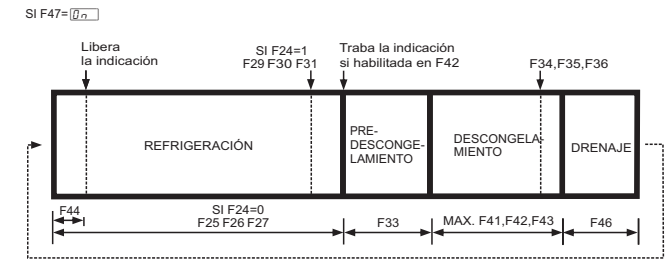 SI F47= On
Libera
la indicación
SI F24=1
F29 F30 F31
Traba la indicación
si habilitada en F42
F34,F35,F36
REFRIGERACIÓN
PRE-
DESCONGE-
LAMIENTO
DESCONGELA-
MIENTO
DRENAJE
F44
SI F24=0
F25 F26 F27
F33
MAX. F41,F42,F43
F46